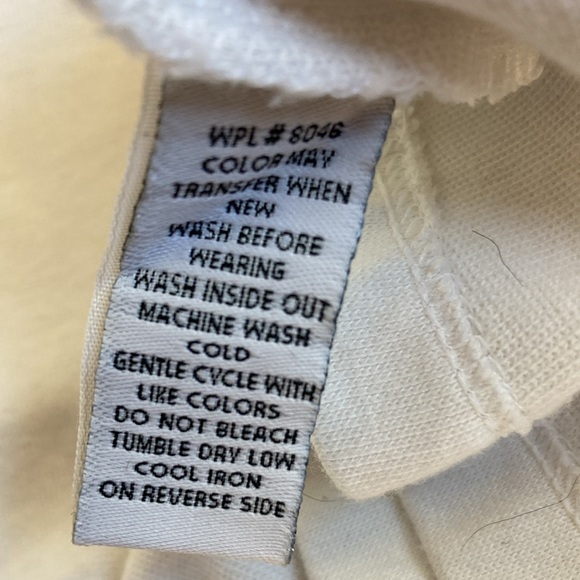 WPL # 8046
COLOR MAY
TRANSFER WHEN
NEW
WASH BEFORE
WEARING
WASH INSIDE OUT
MACHINE WASH
COLD
GENTLE CYCLE WITH
LIKE COLORS
DO NOT BLEACH
TUMBLE DRY LOW
COOL IRON
ON REVERSE SIDE